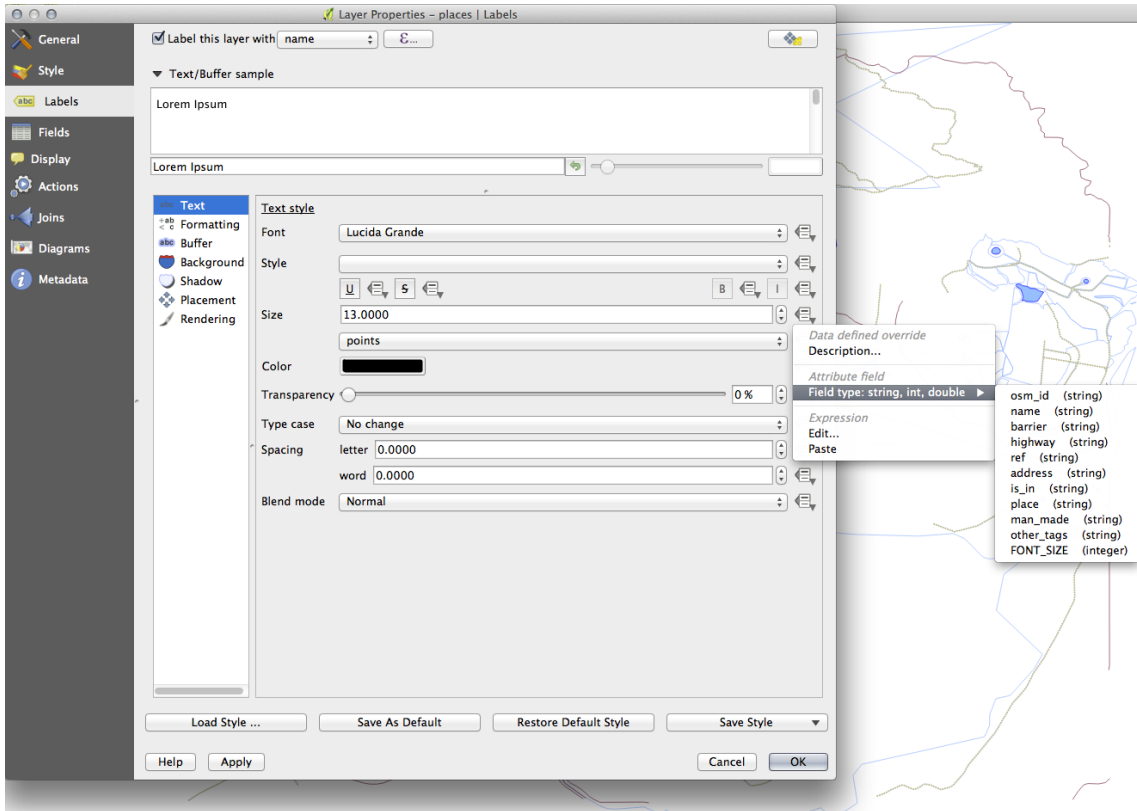 Layer Properties - places | Labels
General
Style
abc Labels
Fields
Display
Actions
Joins
Diagrams
Metadata
Label this layer with name ε...
Text/Buffer sample
Lorem Ipsum
Lorem Ipsum
abc Text
+ab < c Formatting
abc Buffer
Background
Shadow
Placement
Rendering
Text style
Font Lucida Grande
Style
U S B I
Size 13.0000
points
Color
Transparency 0 %
Type case No change
Spacing letter 0.0000
word 0.0000
Blend mode Normal
Data defined override
Description...
Attribute field
Field type: string, int, double
Expression
Edit...
Paste
osm_id (string)
name (string)
barrier (string)
highway (string)
ref (string)
address (string)
is_in (string)
place (string)
man_made (string)
other_tags (string)
FONT_SIZE (integer)
Load Style ... Save As Default Restore Default Style Save Style
Help Apply Cancel OK